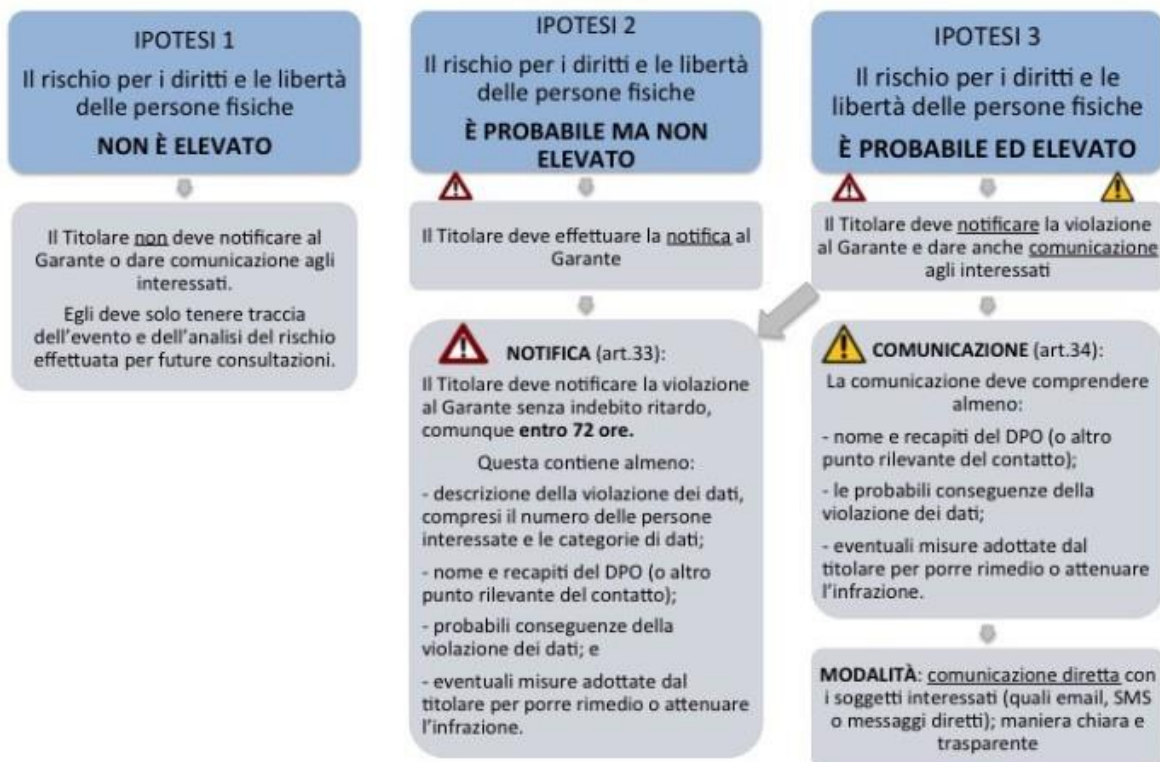 IPOTESI 1
Il rischio per i diritti e le libertà
delle persone fisiche
NON È ELEVATO
Il Titolare non deve notificare al
Garante o dare comunicazione agli
interessati.
Egli deve solo tenere traccia
dell'evento e dell'analisi del rischio
effettuata per future consultazioni.
IPOTESI 2
Il rischio per i diritti e le libertà
delle persone fisiche
È PROBABILE MA NON
ELEVATO
Il Titolare deve effettuare la notifica al
Garante
NOTIFICA (art.33):
Il Titolare deve notificare la violazione
al Garante senza indebito ritardo,
comunque entro 72 ore.
Questa contiene almeno:
- descrizione della violazione dei dati,
compresi il numero delle persone
interessate e le categorie di dati;
- nome e recapiti del DPO (o altro
punto rilevante del contatto);
- probabili conseguenze della
violazione dei dati; e
- eventuali misure adottate dal
titolare per porre rimedio o attenuare
l'infrazione.
IPOTESI 3
Il rischio per i diritti e le
libertà delle persone fisiche
È PROBABILE ED ELEVATO
Il Titolare deve notificare la violazione
al Garante e dare anche comunicazione
agli interessati
COMUNICAZIONE (art.34):
La comunicazione deve comprendere
almeno:
- nome e recapiti del DPO (o altro
punto rilevante del contatto);
- le probabili conseguenze della
violazione dei dati;
- eventuali misure adottate dal
titolare per porre rimedio o attenuare
l'infrazione.
MODALITÀ: comunicazione diretta con
i soggetti interessati (quali email, SMS
o messaggi diretti); maniera chiara e
trasparente